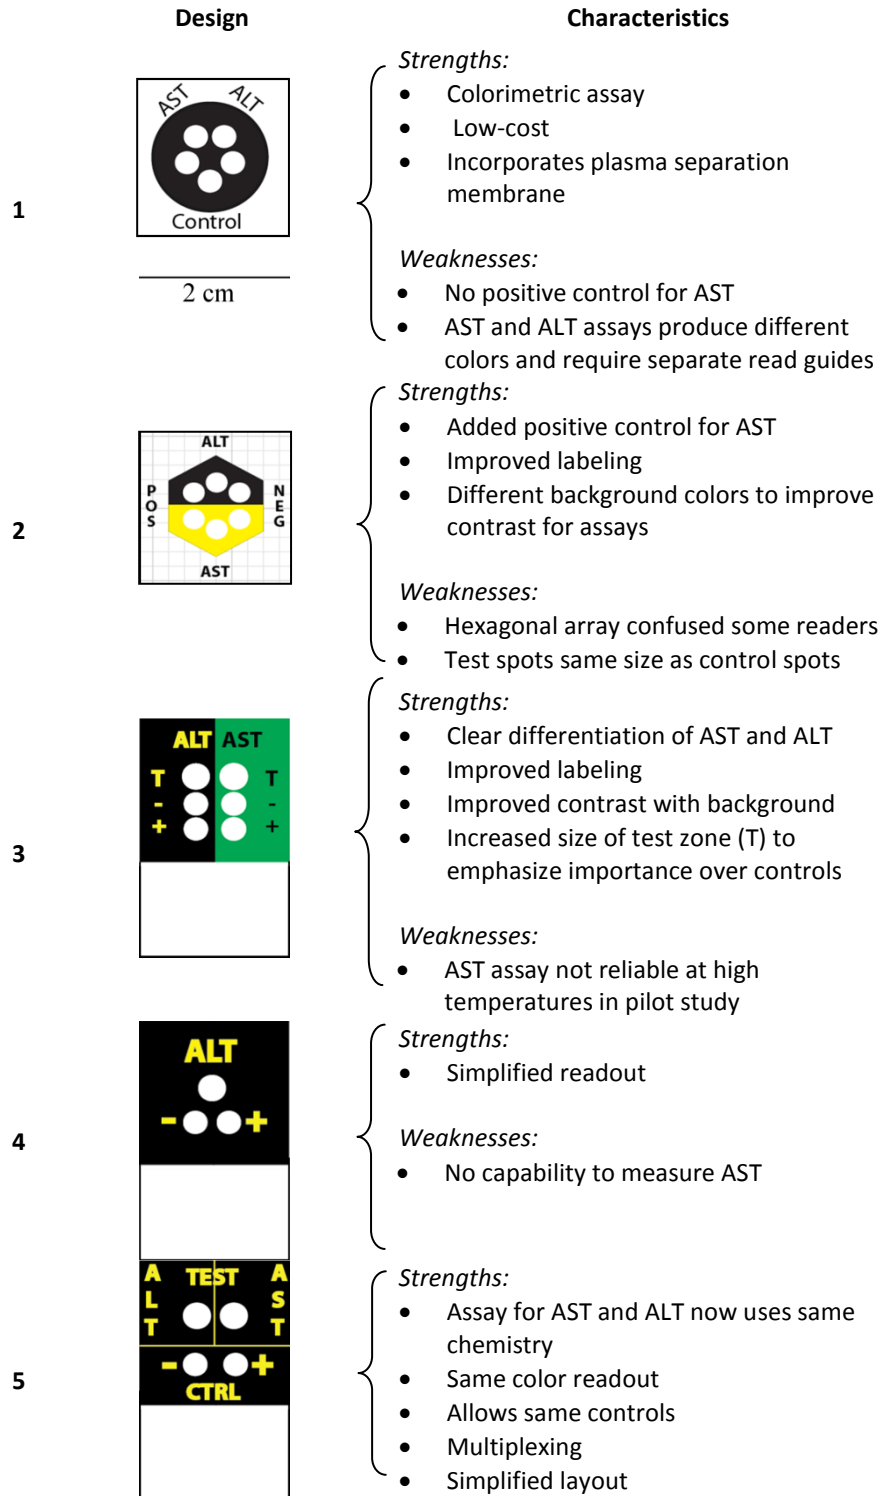 Design Characteristics
1
AST ALT
Control
2 cm
Strengths:
• Colorimetric assay
• Low-cost
• Incorporates plasma separation
membrane
Weaknesses:
• No positive control for AST
• AST and ALT assays produce different
colors and require separate read guides
2
ALT
POS NEG
AST
Strengths:
• Added positive control for AST
• Improved labeling
• Different background colors to improve
contrast for assays
Weaknesses:
• Hexagonal array confused some readers
• Test spots same size as control spots
3
ALT AST
T T
- -
+ +
Strengths:
• Clear differentiation of AST and ALT
• Improved labeling
• Improved contrast with background
• Increased size of test zone (T) to
emphasize importance over controls
Weaknesses:
• AST assay not reliable at high
temperatures in pilot study
4
ALT
- +
Strengths:
• Simplified readout
Weaknesses:
• No capability to measure AST
5
ALT TEST AST
- +
CTRL
Strengths:
• Assay for AST and ALT now uses same
chemistry
• Same color readout
• Allows same controls
• Multiplexing
• Simplified layout